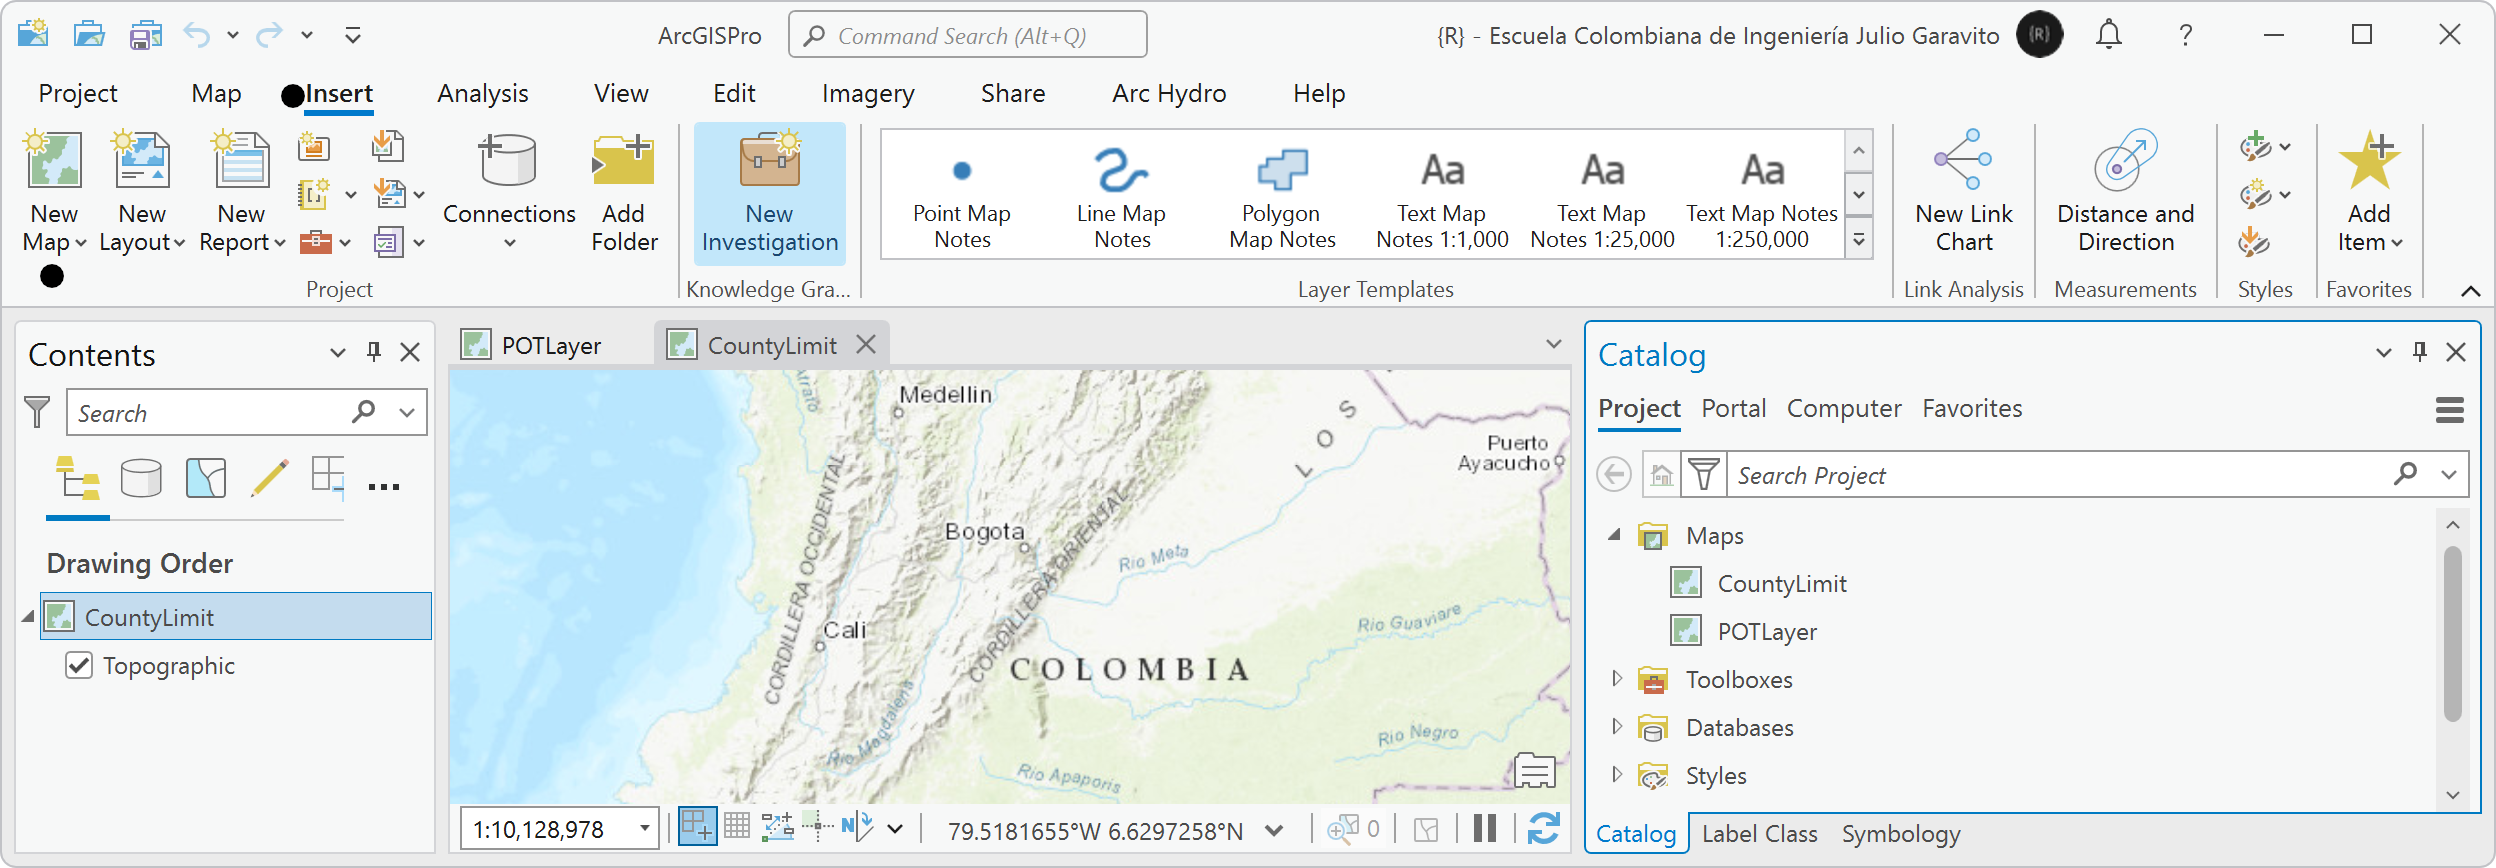 ArcGISPro
Command Search (Alt+Q)
{R} - Escuela Colombiana de Ingeniería Julio Garavito
{R}
?
Project
Map
Insert
Analysis
View
Edit
Imagery
Share
Arc Hydro
Help
New
Map
New
Layout
New
Report
Connections
Add
Folder
Project
New
Investigation
Knowledge Gra...
Point Map
Notes
Line Map
Notes
Polygon
Map Notes
Aa
Text Map
Notes 1:1,000
Aa
Text Map
Notes 1:25,000
Aa
Text Map Notes
1:250,000
Layer Templates
New Link
Chart
Link Analysis
Distance and
Direction
Measurements
Styles
Add
Item
Favorites
Contents
Search
Drawing Order
CountyLimit
Topographic
POTLayer
CountyLimit
Atrato
Medellin
LOS
Puerto
Ayacucho
CORDILLERA OCCIDENTAL
Bogota
CORDILLERA ORIENTAL
Rio Meta
Cali
Rio Guaviare
COLOMBIA
Rio Magdalena
Rio Negro
Rio Apaporis
1:10,128,978
N
79.5181655°W 6.6297258°N
0
Catalog
Project
Portal
Computer
Favorites
Search Project
Maps
CountyLimit
POTLayer
Toolboxes
Databases
Styles
Catalog
Label Class
Symbology